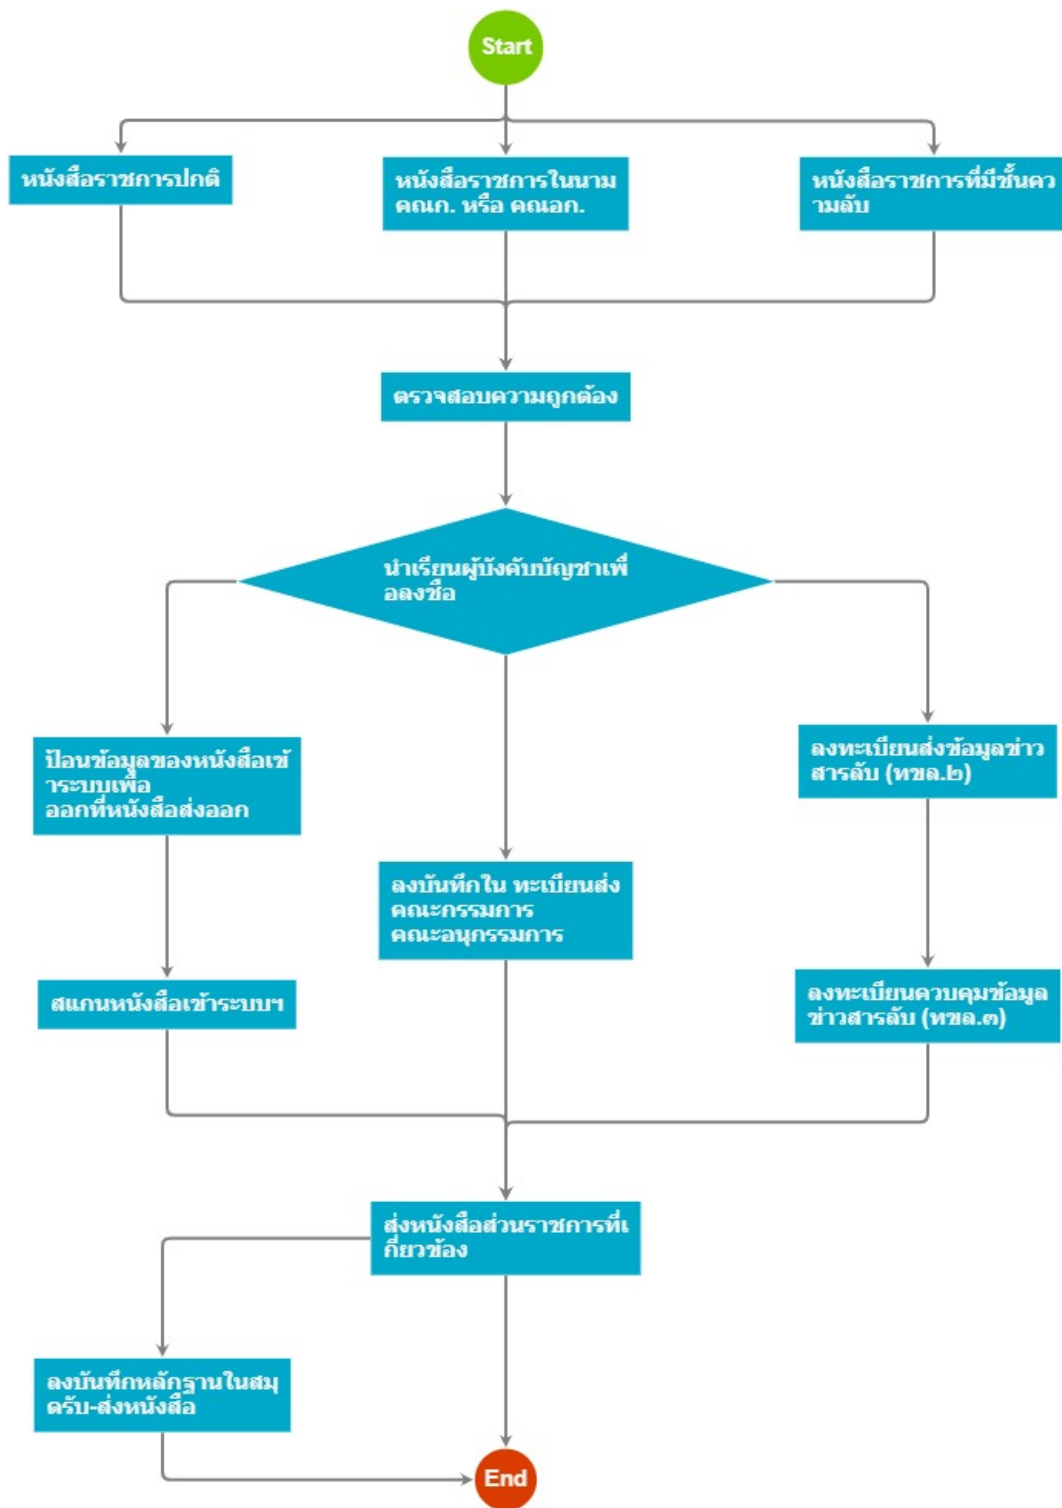 Start
หนังสือราชการปกติ
หนังสือราชการในนาม
คณก. หรือ คณอก.
หนังสือราชการที่มีชั้นคว
ามลับ
ตรวจสอบความถูกต้อง
นำเรียนผู้บังคับบัญชาเพื่
อลงชื่อ
ป้อนข้อมูลของหนังสือเข้
าระบบเพื่อ
ออกที่หนังสือส่งออก
ลงทะเบียนส่งข้อมูลข่าว
สารลับ (ทขล.๒)
ลงบันทึกใน ทะเบียนส่ง
คณะกรรมการ
คณะอนุกรรมการ
สแกนหนังสือเข้าระบบฯ
ลงทะเบียนควบคุมข้อมูล
ข่าวสารลับ (ทขล.๓)
ส่งหนังสือส่วนราชการที่เ
กี่ยวข้อง
ลงบันทึกหลักฐานในสมุ
ดรับ-ส่งหนังสือ
End